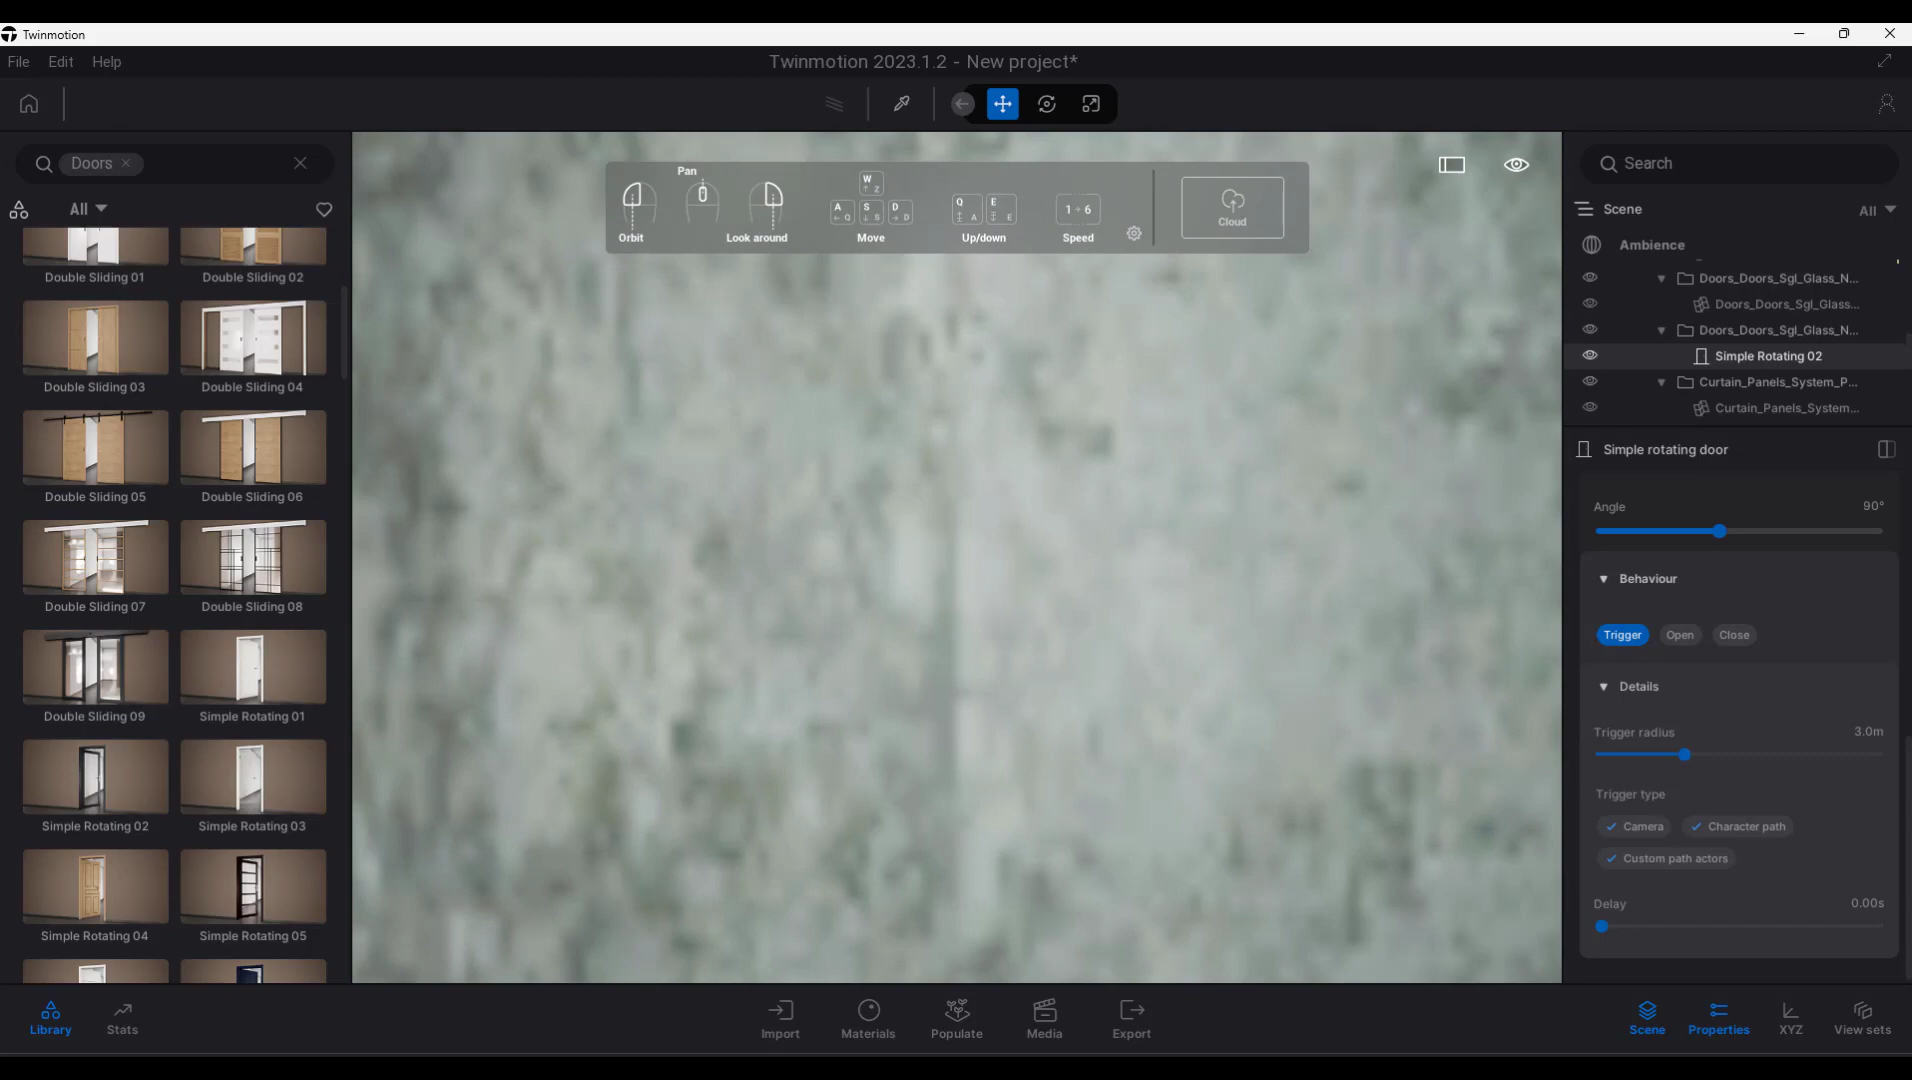 Twinmotion
File Edit Help
Twinmotion 2023.1.2 - New project*
Doors
All
Double Sliding 01
Double Sliding 02
Double Sliding 03
Double Sliding 04
Double Sliding 05
Double Sliding 06
Double Sliding 07
Double Sliding 08
Double Sliding 09
Simple Rotating 01
Simple Rotating 02
Simple Rotating 03
Simple Rotating 04
Simple Rotating 05
Pan
Orbit
Look around
W
Z
A
Q
S
S
D
D
Move
Q
A
E
E
Up/down
1 ÷ 6
Speed
Cloud
Search
Scene
All
Ambience
Doors_Doors_Sgl_Glass_N...
Doors_Doors_Sgl_Glass...
Doors_Doors_Sgl_Glass_N...
Simple Rotating 02
Curtain_Panels_System_P...
Curtain_Panels_System...
Simple rotating door
Angle 90°
Behaviour
Trigger Open Close
Details
Trigger radius 3.0m
Trigger type
Camera Character path
Custom path actors
Delay 0.00s
Library
Stats
Import
Materials
Populate
Media
Export
Scene
Properties
XYZ
View sets